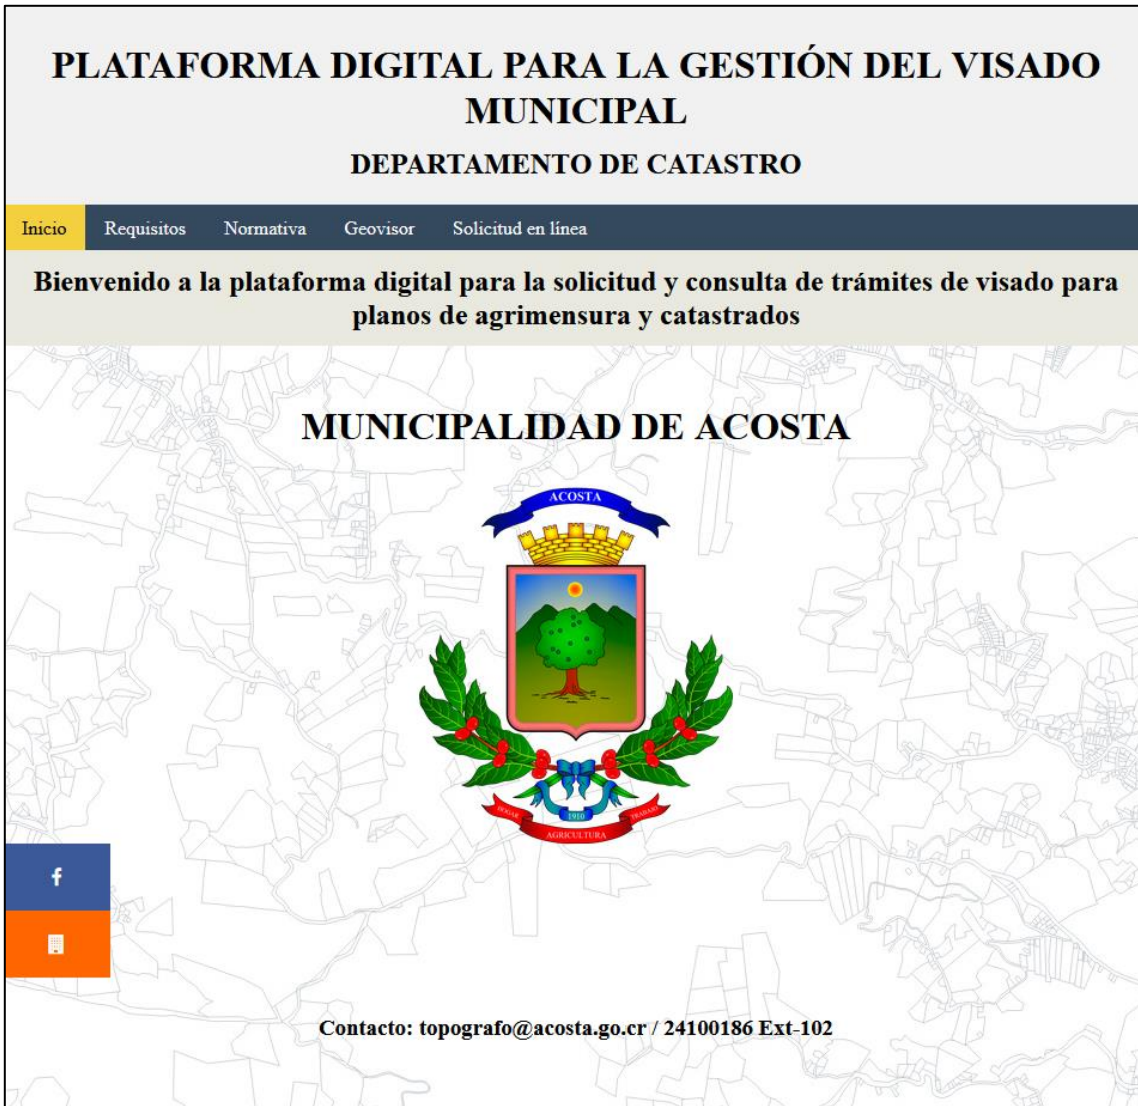 PLATAFORMA DIGITAL PARA LA GESTIÓN DEL VISADO
MUNICIPAL
DEPARTAMENTO DE CATASTRO
Inicio Requisitos Normativa Geovisor Solicitud en línea
Bienvenido a la plataforma digital para la solicitud y consulta de trámites de visado para
planos de agrimensura y catastrados
MUNICIPALIDAD DE ACOSTA
ACOSTA
1910
HOGAR AGRICULTURA TRABAJO
f
Contacto: topografo@acosta.go.cr / 24100186 Ext-102